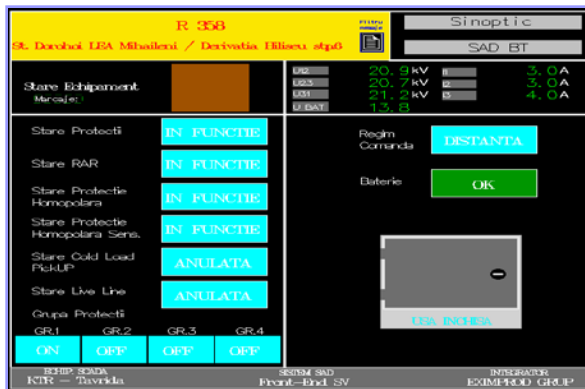 R 358
St. Dorohoi LEA Mihaileni / Derivatia Hiliseu stp6
Filtru
mesaje
Sinoptic
SAD BT
Stare Echipament
Marcaje:
U12 20.9 kV I1 3.0 A
U23 20.7 kV I2 3.0 A
U31 21.2 kV I3 4.0 A
U BAT 13.8
Stare Protectii IN FUNCTIE
Stare RAR IN FUNCTIE
Stare Protectie
Homopolara IN FUNCTIE
Stare Protectie
Homopolara Sens. IN FUNCTIE
Stare Cold Load
PickUP ANULATA
Stare Live Line ANULATA
Grupa Protectii
GR.1 GR.2 GR.3 GR.4
ON OFF OFF OFF
Regim
Comanda DISTANTA
Baterie OK
USA INCHISA
ECHIP. SCADA
KTR - Tavrida
SISTEM SAD
Front-End SV
INTEGRATOR
EXIMPROD GRUP